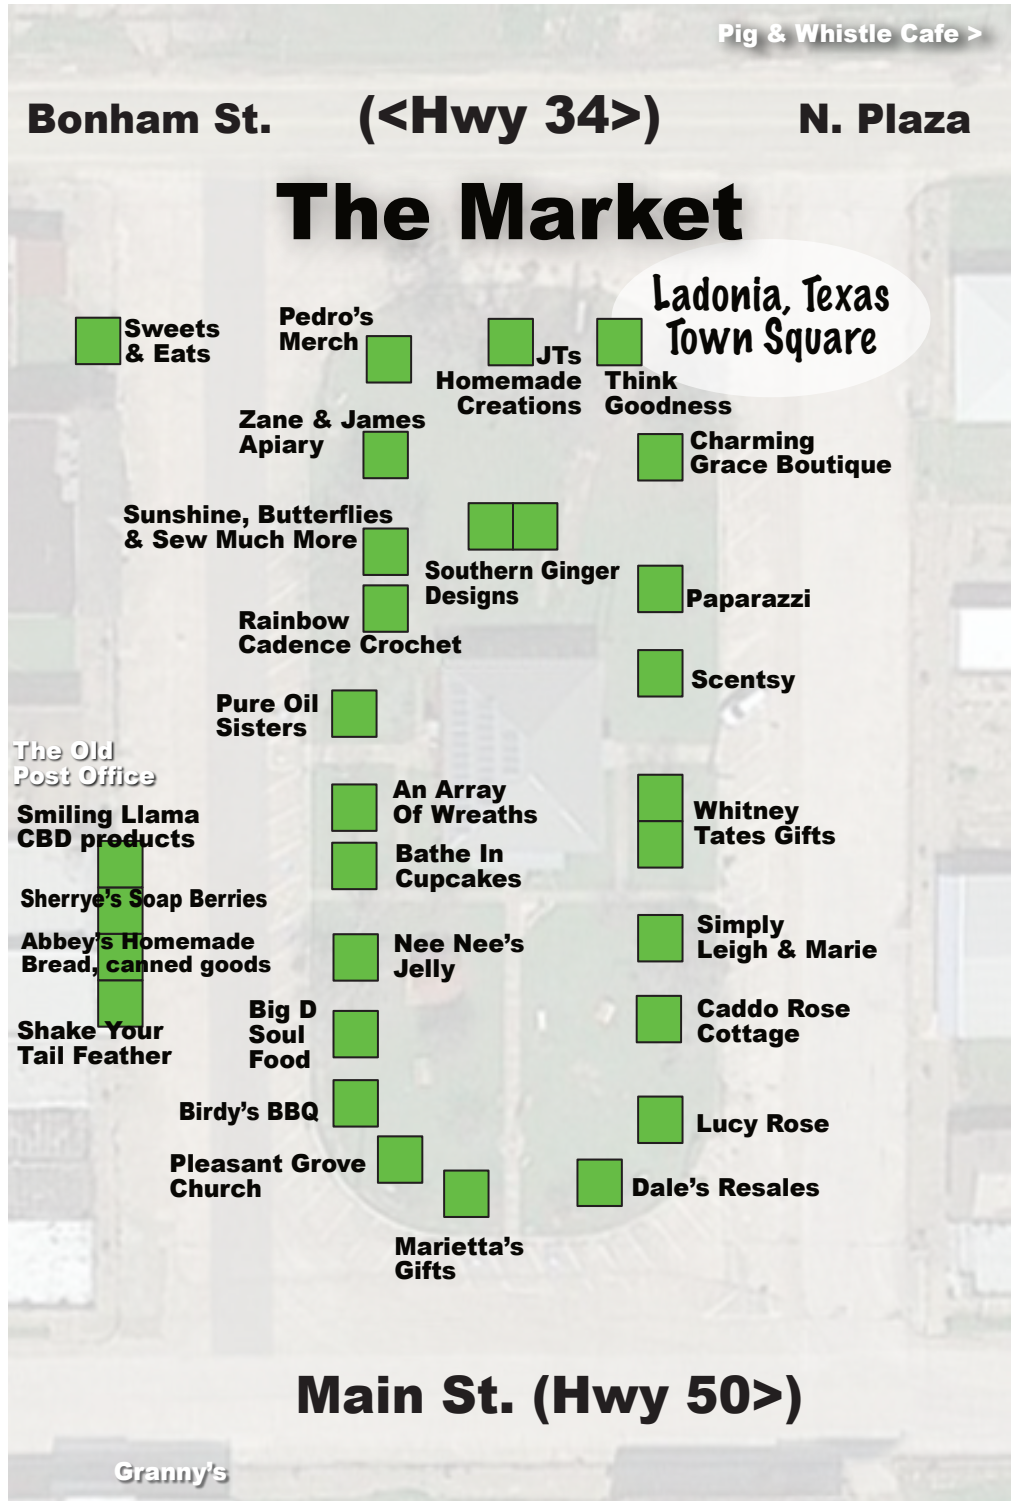 Pig & Whistle Cafe >
Bonham St. (<Hwy 34>) N. Plaza
The Market
Ladonia, Texas
Town Square
Sweets
& Eats
Pedro’s
Merch
JTs
Homemade
Creations
Think
Goodness
Zane & James
Apiary
Charming
Grace Boutique
Sunshine, Butterflies
& Sew Much More
Southern Ginger
Designs
Paparazzi
Rainbow
Cadence Crochet
Scentsy
Pure Oil
Sisters
The Old
Post Office
An Array
Of Wreaths
Whitney
Tates Gifts
Smiling Llama
CBD products
Bathe In
Cupcakes
Sherrye’s Soap Berries
Abbey’s Homemade
Bread, canned goods
Nee Nee’s
Jelly
Simply
Leigh & Marie
Shake Your
Tail Feather
Big D
Soul
Food
Caddo Rose
Cottage
Birdy’s BBQ
Lucy Rose
Pleasant Grove
Church
Dale’s Resales
Marietta’s
Gifts
Main St. (Hwy 50>)
Granny’s